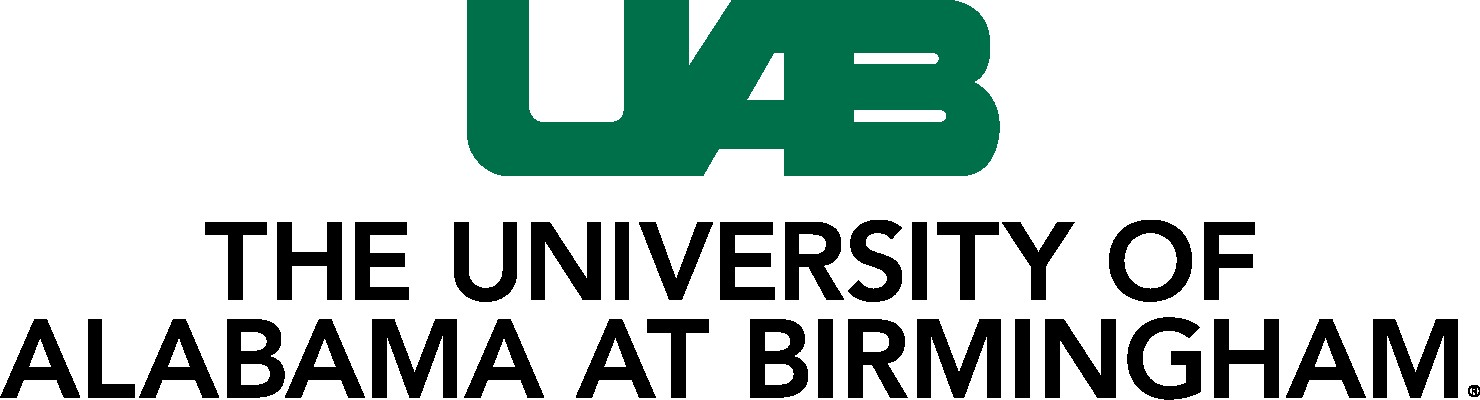 UAB
THE UNIVERSITY OF
ALABAMA AT BIRMINGHAM®